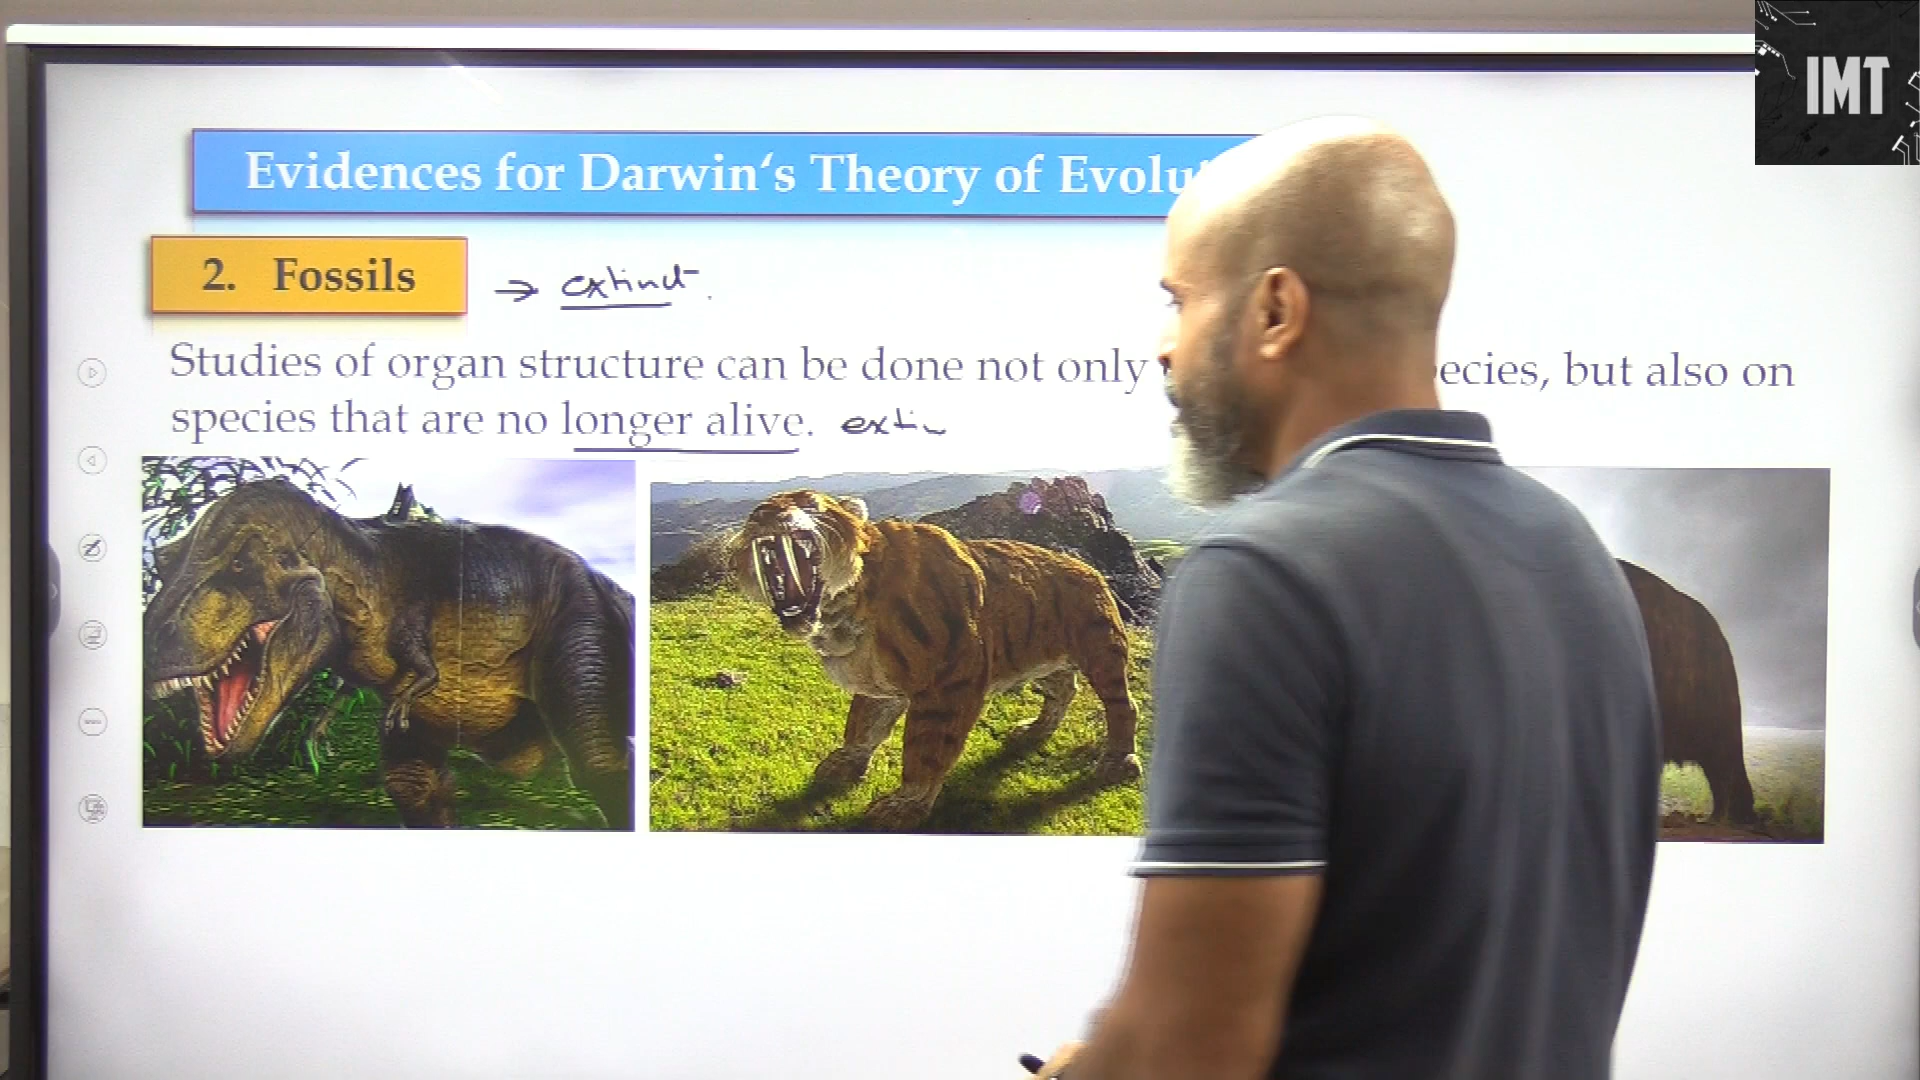 IMT
Evidences for Darwin‘s Theory of Evolu
2. Fossils → extinct.
Studies of organ structure can be done not only ecies, but also on
species that are no longer alive. exti